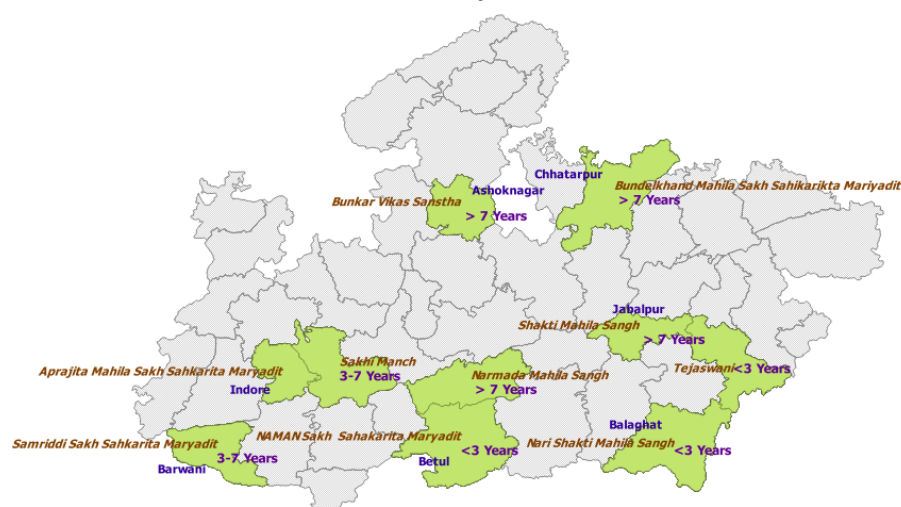 Chhatarpur
Ashoknagar
Bundelkhand Mahila Sakh Sahikarikta Mariyadit
Bunkar Vikas Sanstha
> 7 Years
> 7 Years
Jabalpur
Shakti Mahila Sangh
> 7 Years
Sakhi Manch
Aprajita Mahila Sakh Sahkarita Maryadit
3-7 Years
Narmada Mahila Sangh
Tejaswani <3 Years
Indore
> 7 Years
Balaghat
NAMAN Sakh Sahakarita Maryadit
Samriddi Sakh Sahkarita Maryadit
Nari Shakti Mahila Sangh
<3 Years
<3 Years
3-7 Years
Betul
Barwani